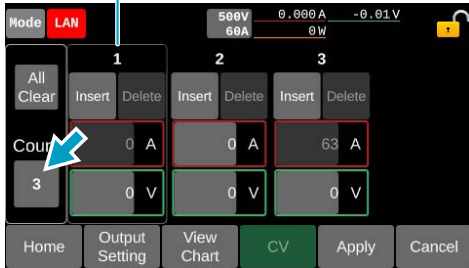 Mode LAN 500V 0.000 A -0.01 V
60A 0 W
1 2 3
All Clear Insert Delete Insert Delete Insert Delete
Coun 0 A 0 A 63 A
3 0 V 0 V 0 V
Home Output Setting View Chart CV Apply Cancel